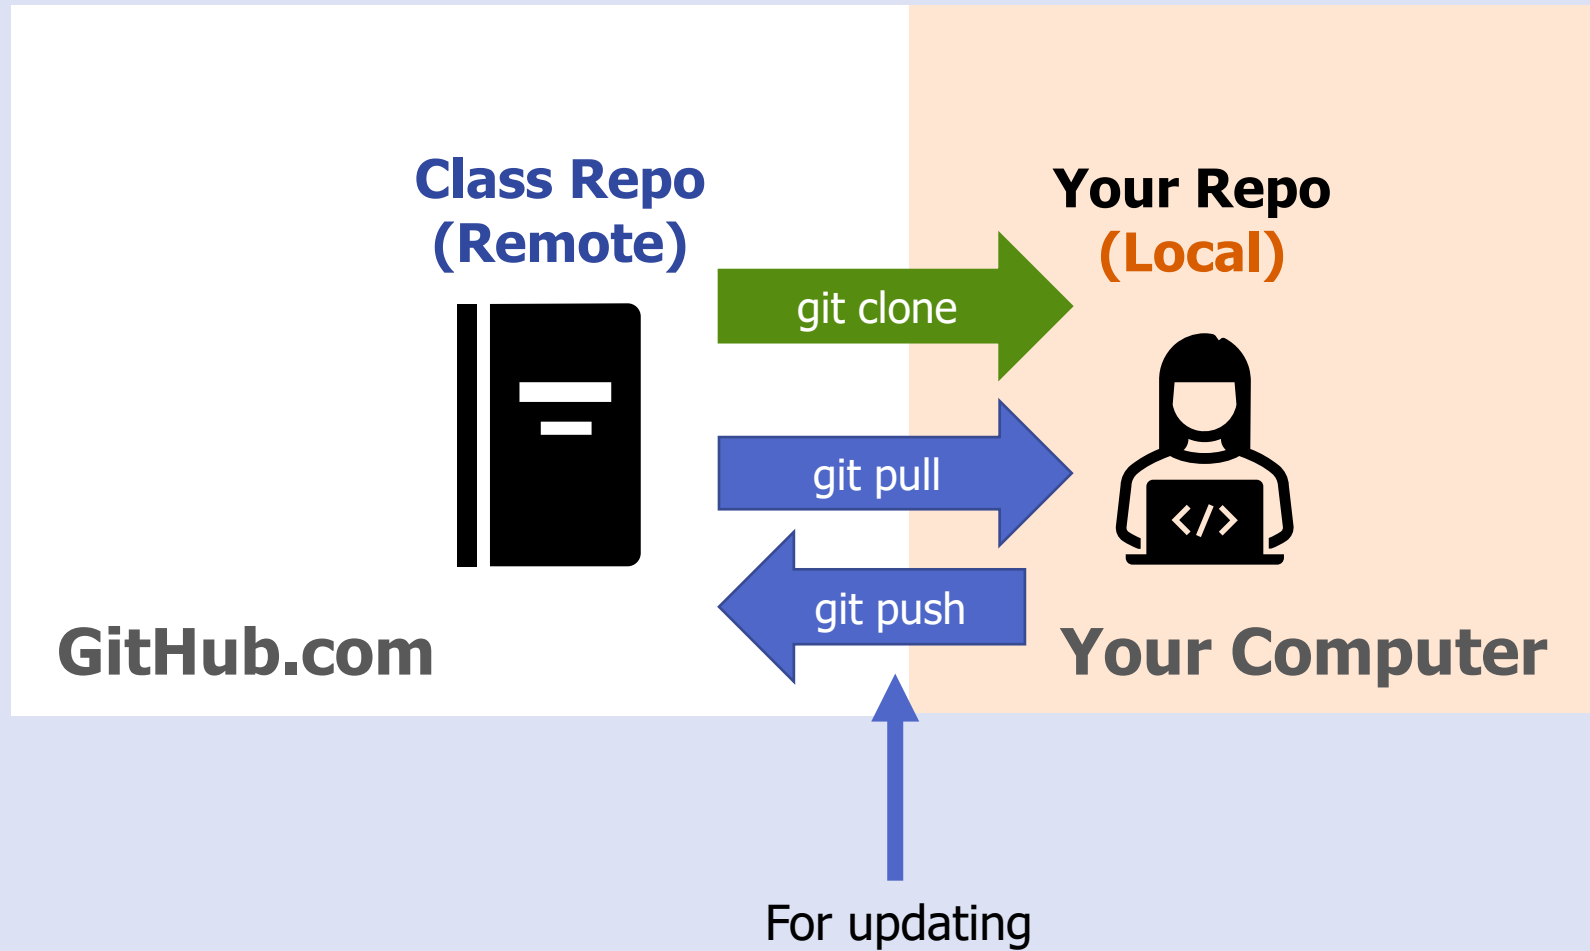 Class Repo
(Remote)
Your Repo
(Local)
git clone
git pull
</>
git push
GitHub.com
Your Computer
For updating